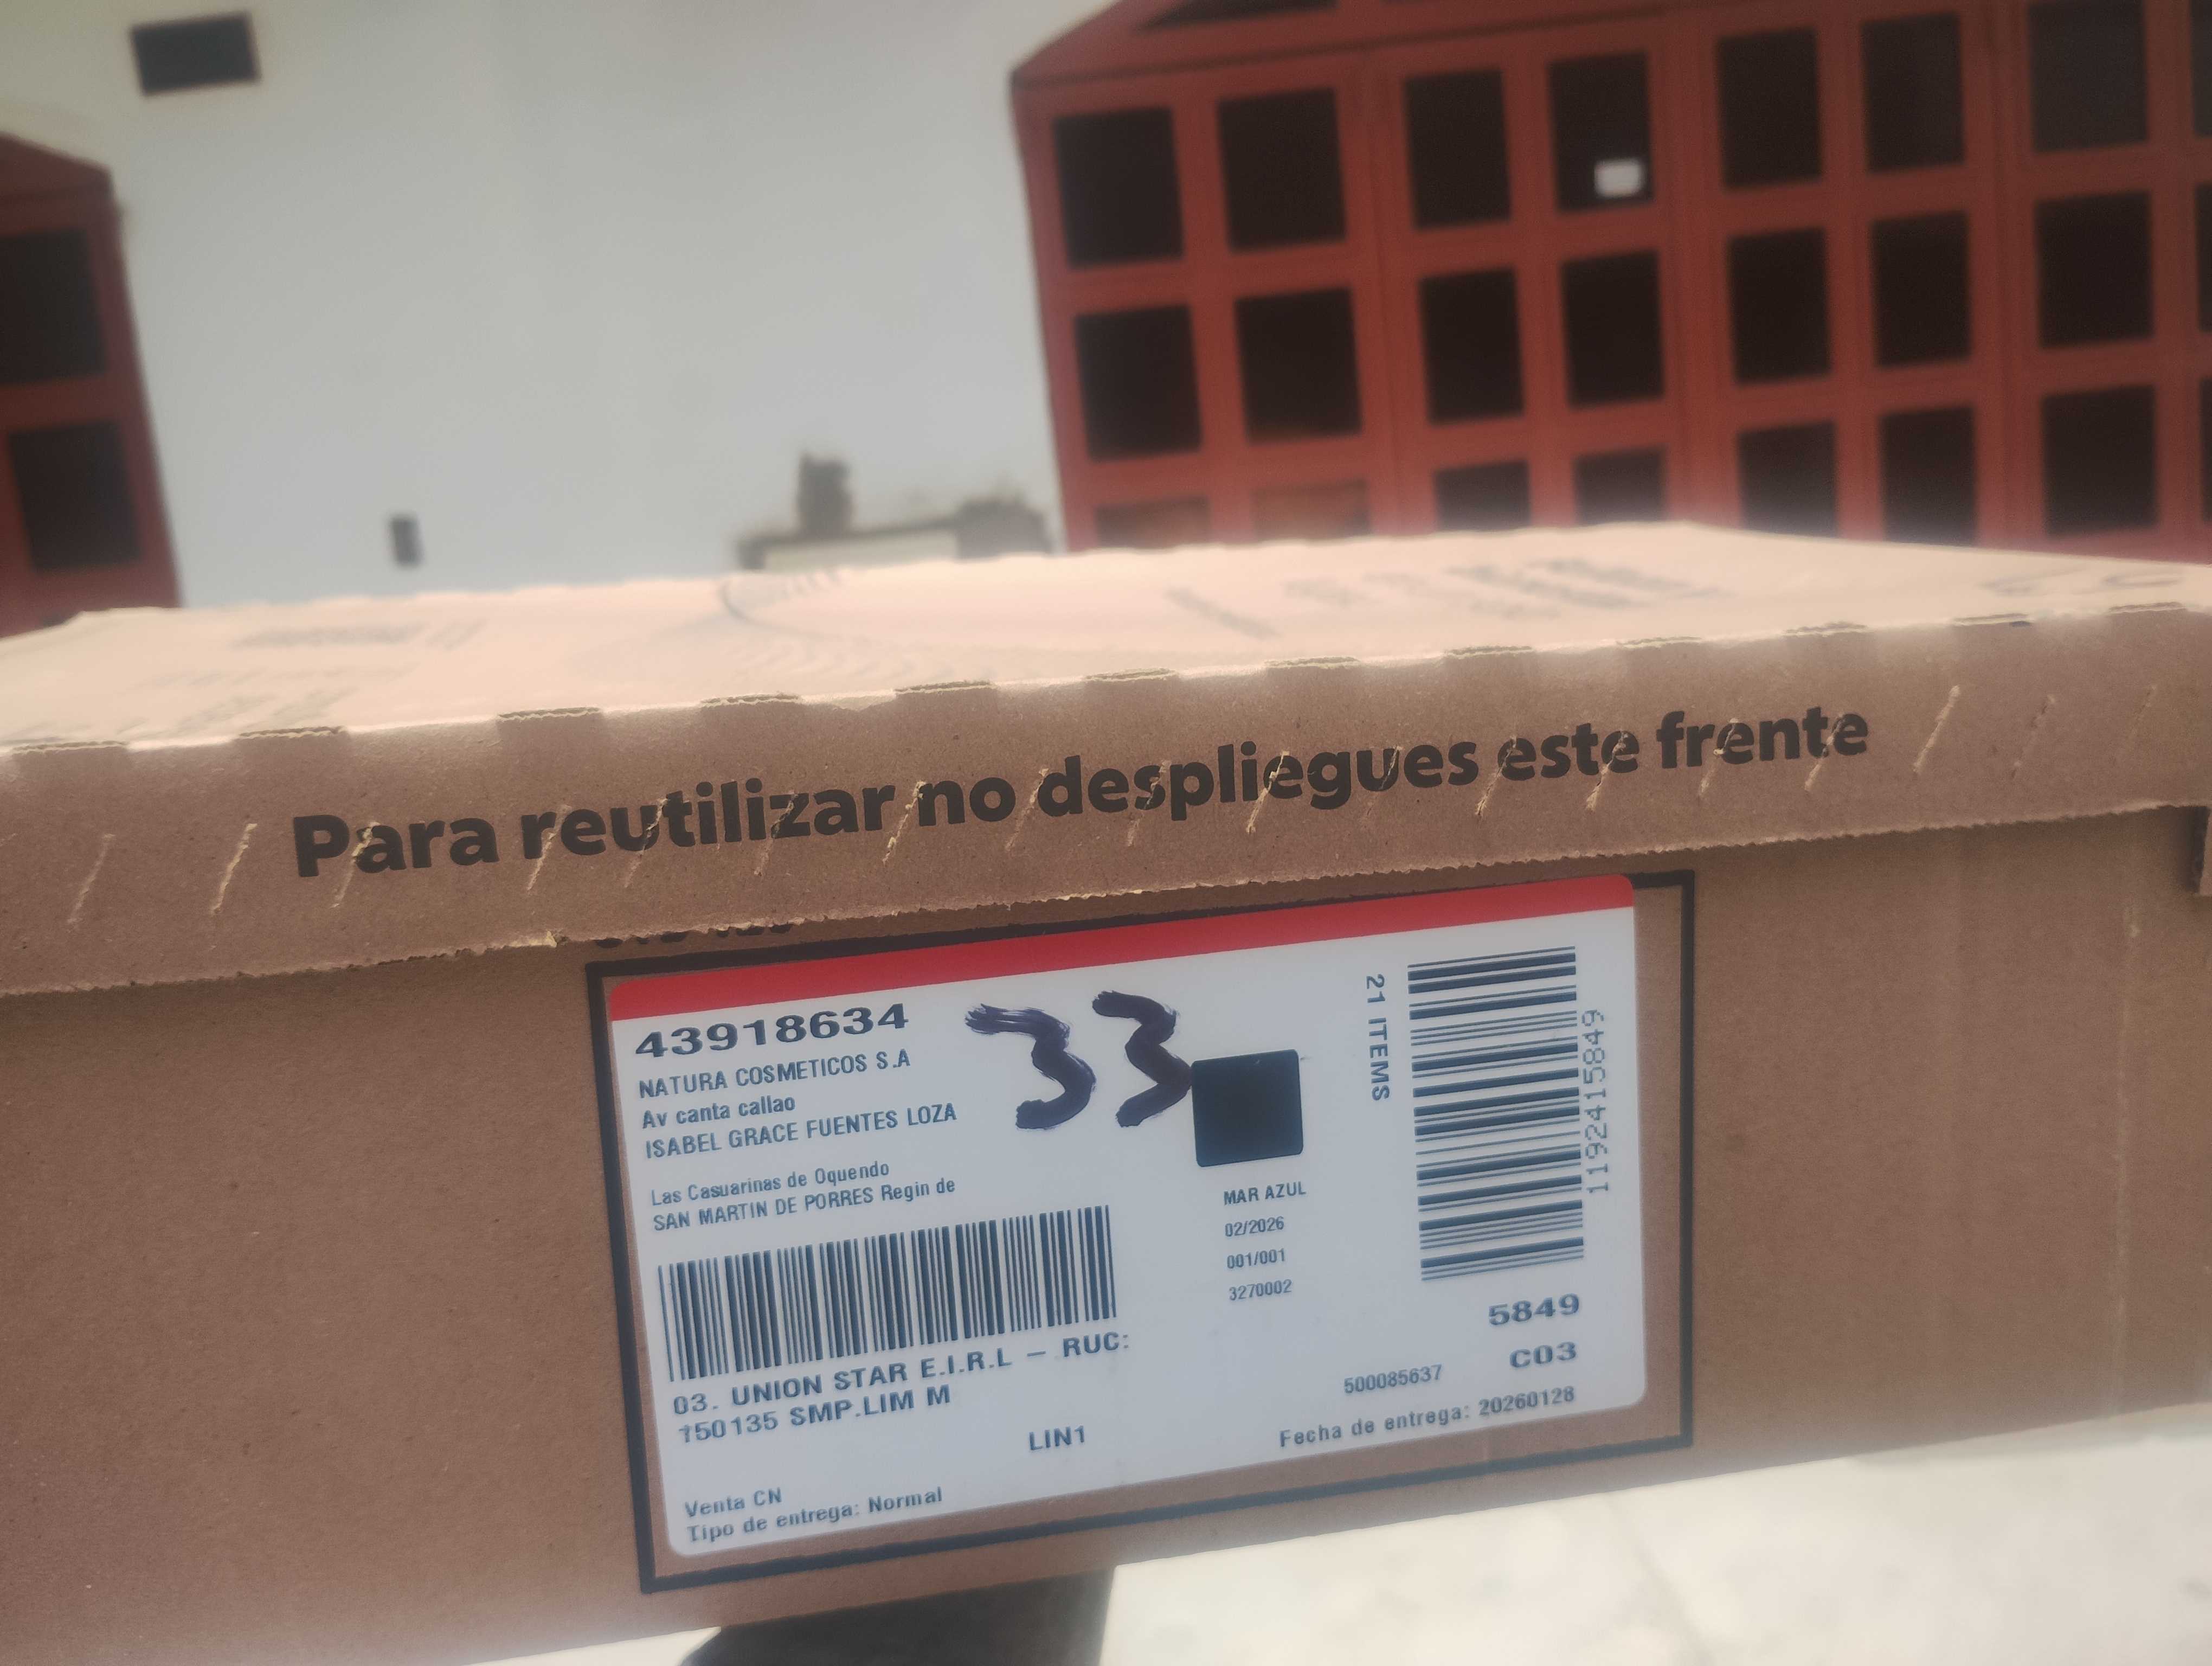 Para reutilizar no despliegues este frente
43918634
NATURA COSMETICOS S.A
Av canta callao
ISABEL GRACE FUENTES LOZA
Las Casuarinas de Oquendo
SAN MARTIN DE PORRES Regin de
33
MAR AZUL
02/2026
001/001
3270002
21 ITEMS
1192415849
03. UNION STAR E.I.R.L – RUC:
150135 SMP.LIM M
LIN1
5849
C03
500085637
Fecha de entrega: 20260128
Venta CN
Tipo de entrega: Normal